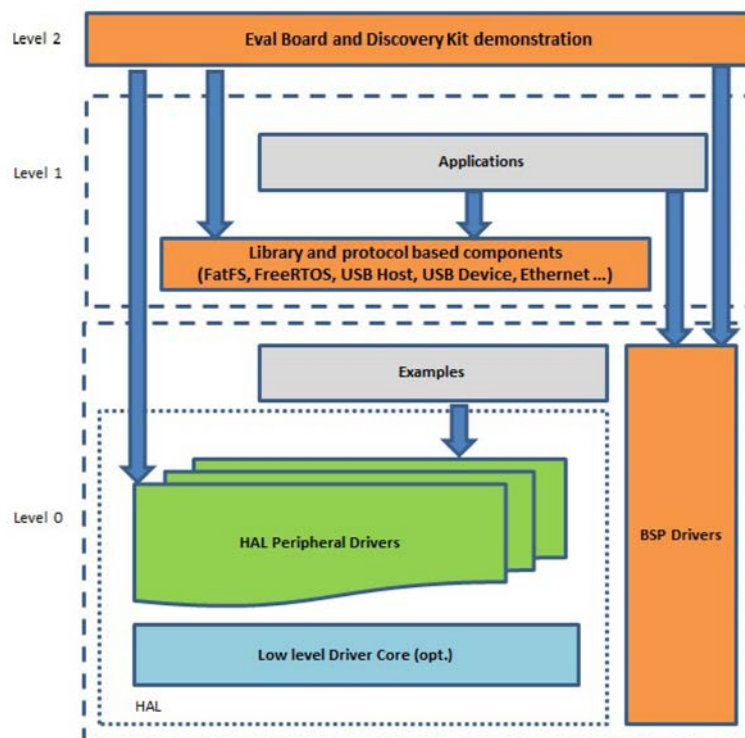 Level 2
Eval Board and Discovery Kit demonstration
Level 1
Applications
Library and protocol based components
(FatFS, FreeRTOS, USB Host, USB Device, Ethernet ...)
Examples
Level 0
HAL Peripheral Drivers
BSP Drivers
Low level Driver Core (opt.)
HAL